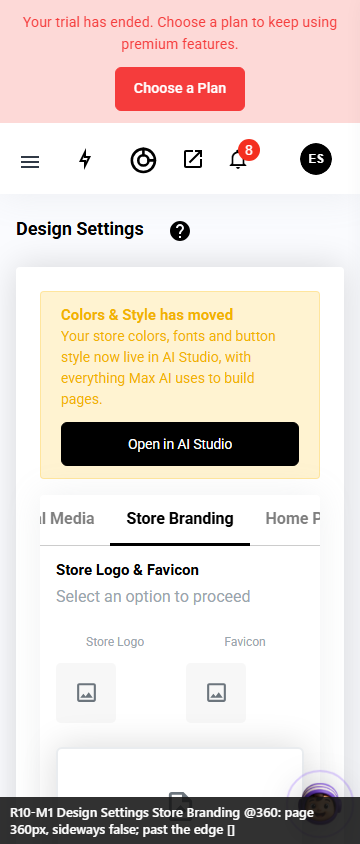 Your trial has ended. Choose a plan to keep using
premium features.
Choose a Plan
8
ES
Design Settings
?
Colors & Style has moved
Your store colors, fonts and button
style now live in AI Studio, with
everything Max AI uses to build
pages.
Open in AI Studio
l Media
Store Branding
Home P
Store Logo & Favicon
Select an option to proceed
Store Logo
Favicon
R10-M1 Design Settings Store Branding @360: page
360px, sideways false; past the edge []